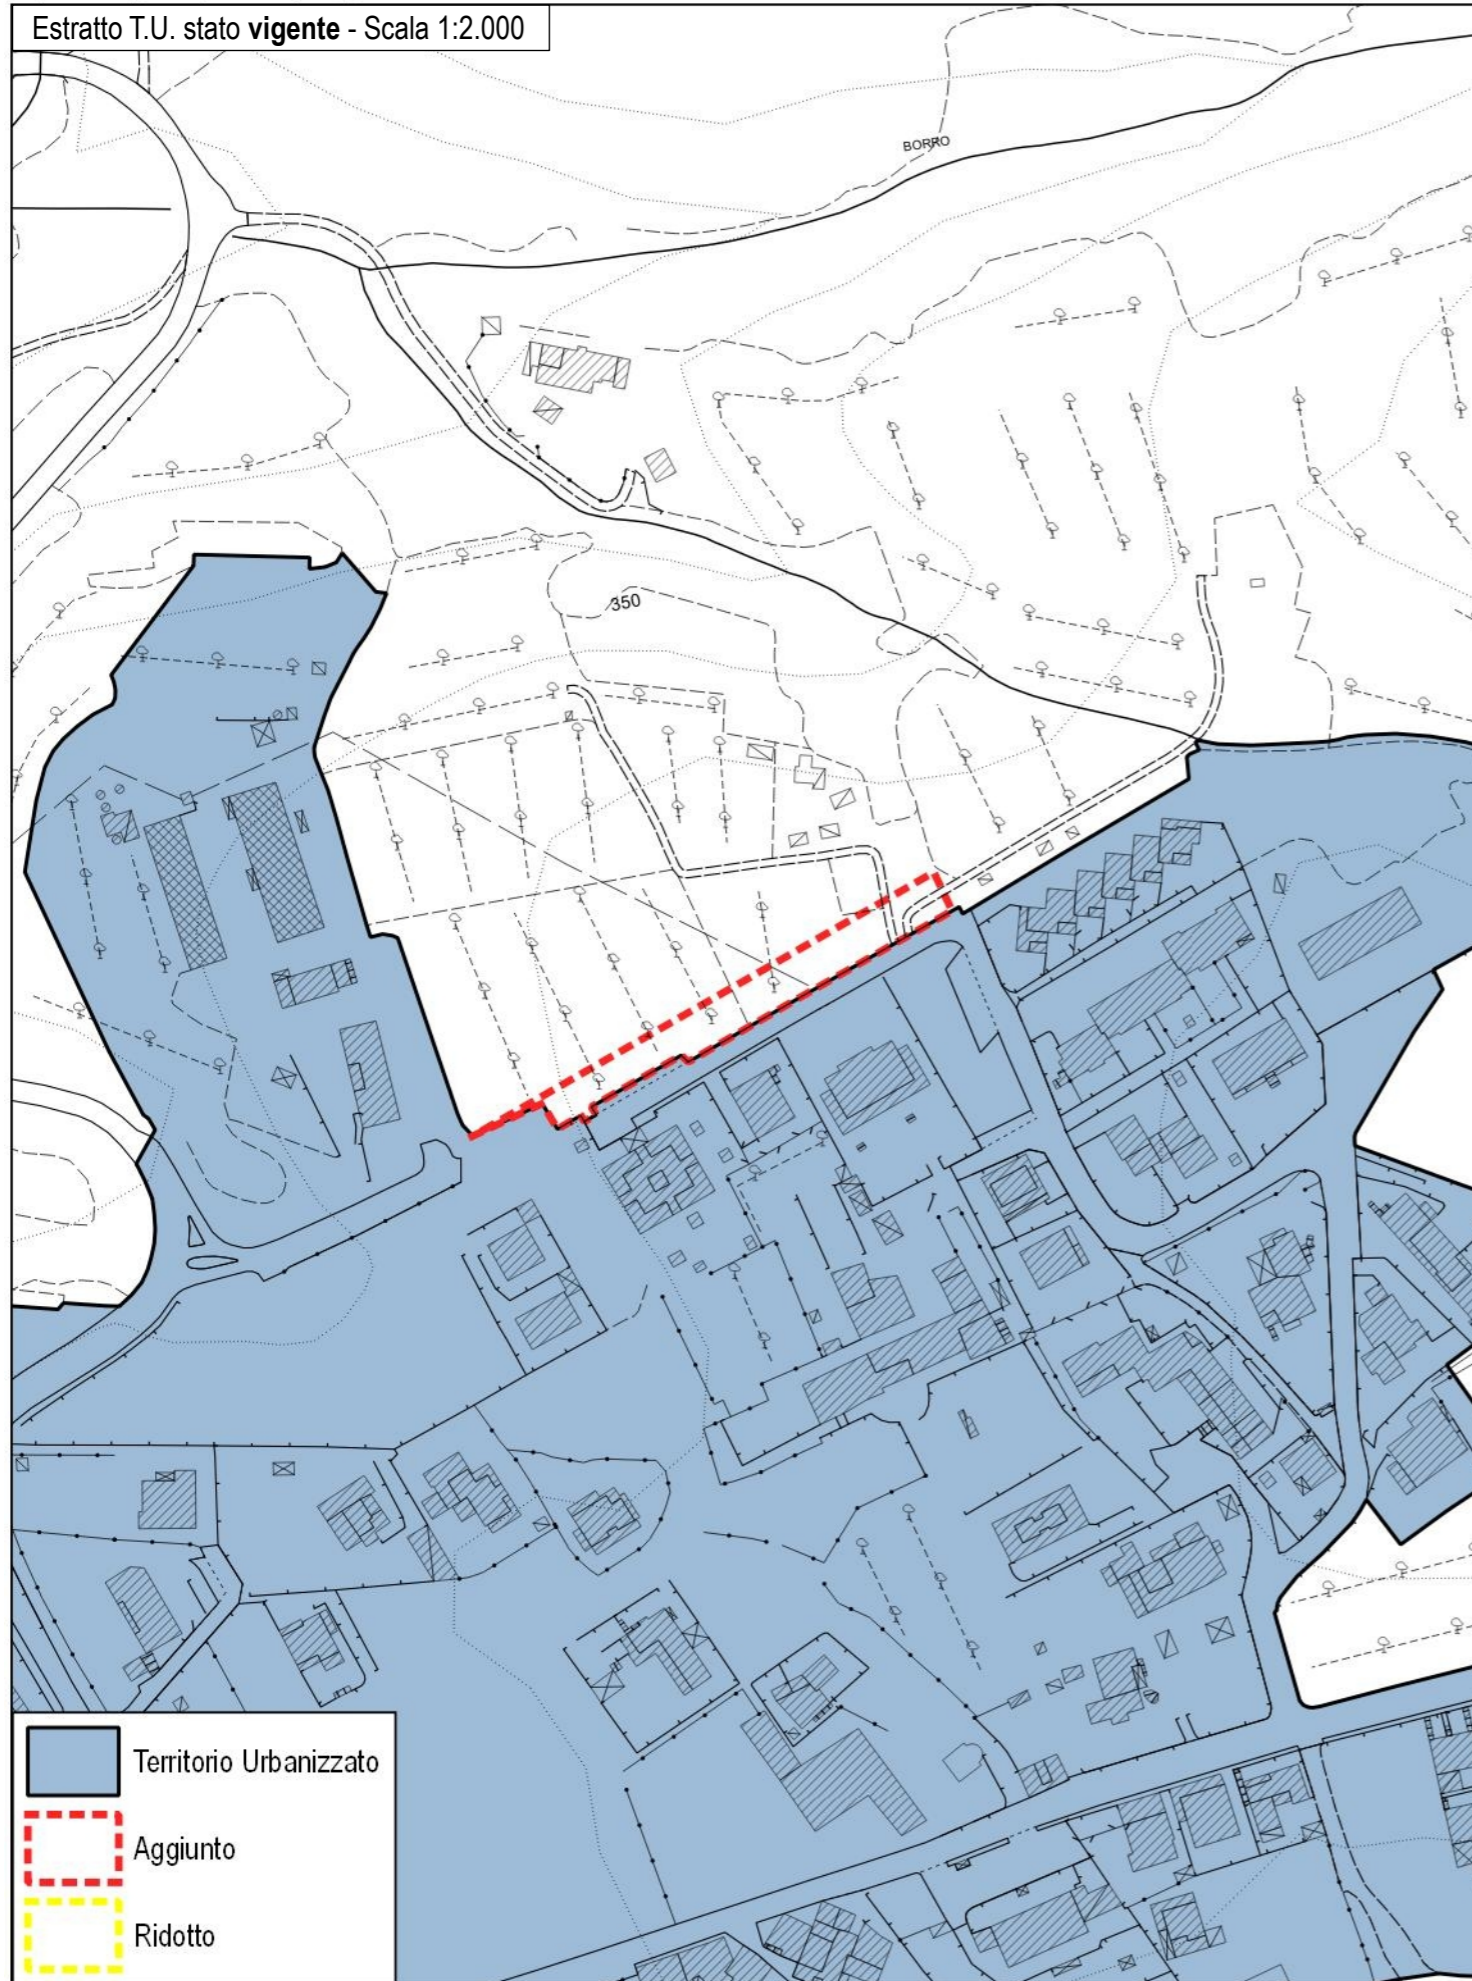 Estratto T.U. stato vigente - Scala 1:2.000
BORRO
350
Territorio Urbanizzato
Aggiunto
Ridotto